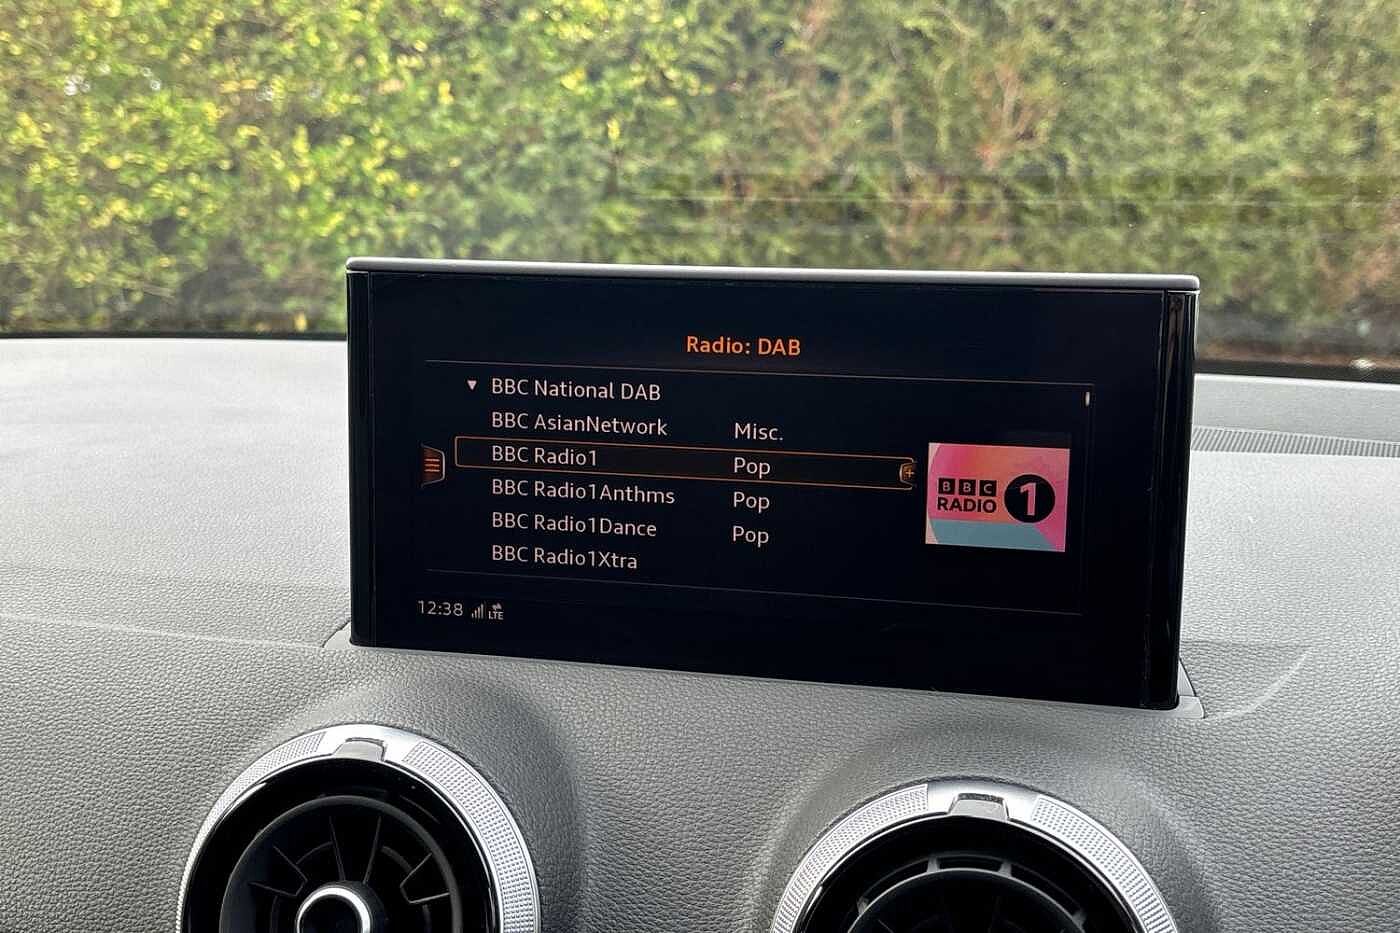 Radio: DAB
▼ BBC National DAB
BBC AsianNetwork Misc.
BBC Radio1 Pop
BBC Radio1Anthms Pop
BBC Radio1Dance Pop
BBC Radio1Xtra
BBC
RADIO 1
12:38 LTE